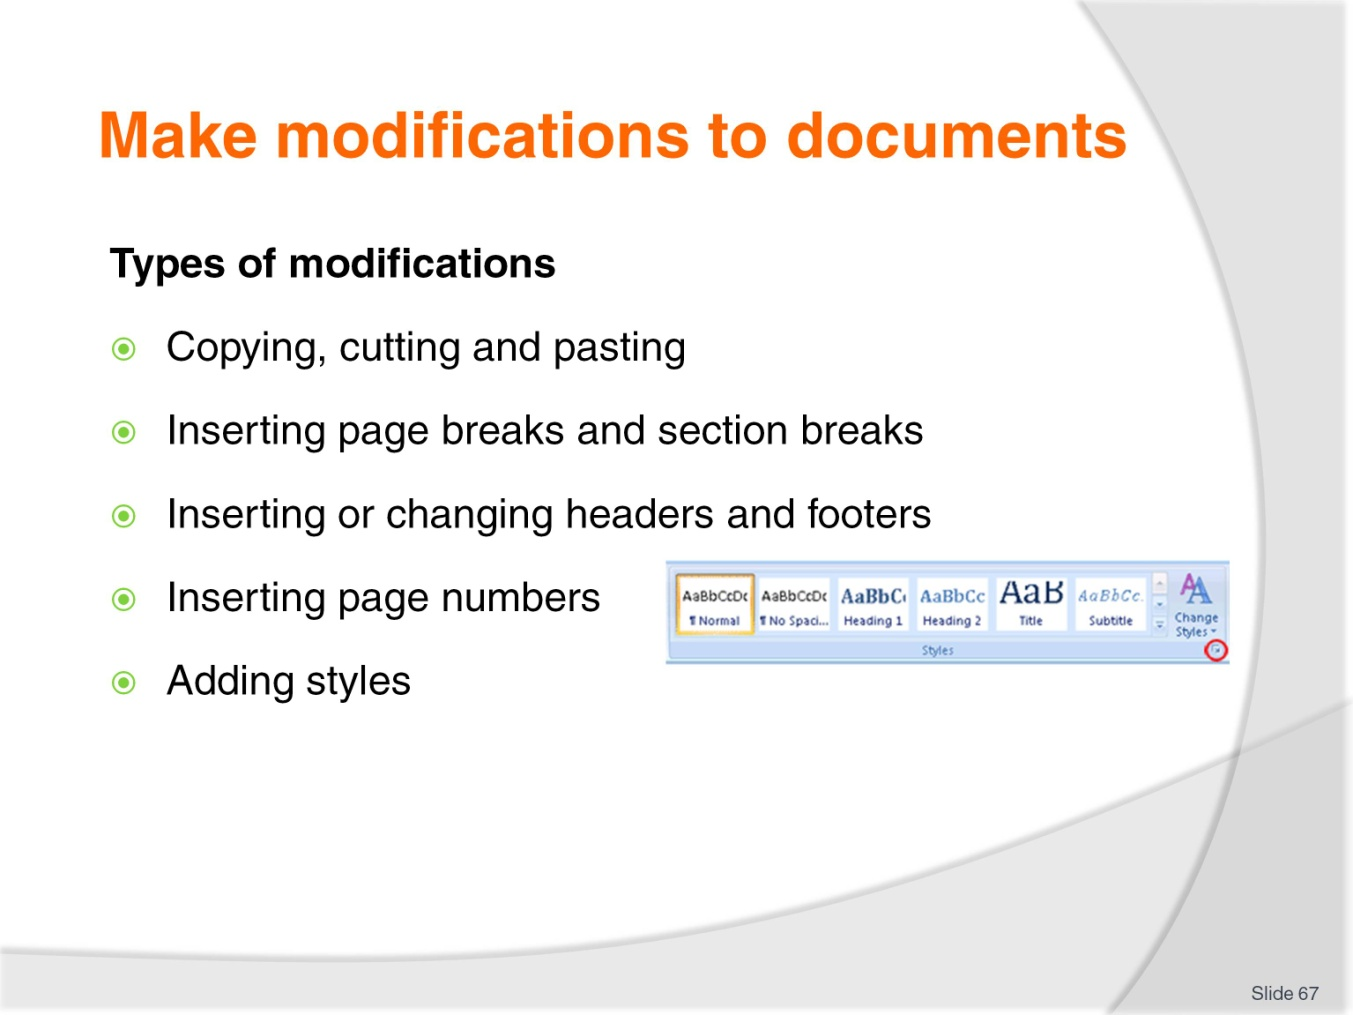 Make modifications to documents
Types of modifications
Copying, cutting and pasting
Inserting page breaks and section breaks
Inserting or changing headers and footers
Inserting page numbers
AaBbCcDc AaBbCcDc AaBbC AaBbCc AaB AaBbCc.
¶ Normal ¶ No Spaci... Heading 1 Heading 2 Title Subtitle
Change
Styles
Styles
Adding styles
Slide 67